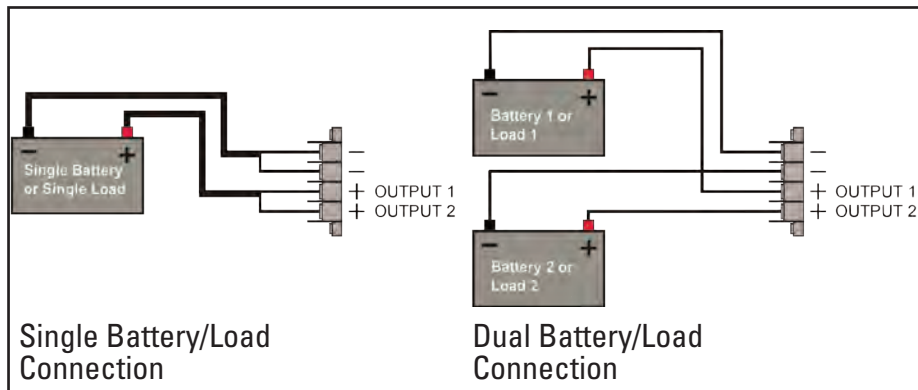 −
+
Single Battery
or Single Load
−
−
+ OUTPUT 1
+ OUTPUT 2
Single Battery/Load
Connection
−
+
Battery 1 or
Load 1
−
−
+ OUTPUT 1
+ OUTPUT 2
−
+
Battery 2 or
Load 2
Dual Battery/Load
Connection